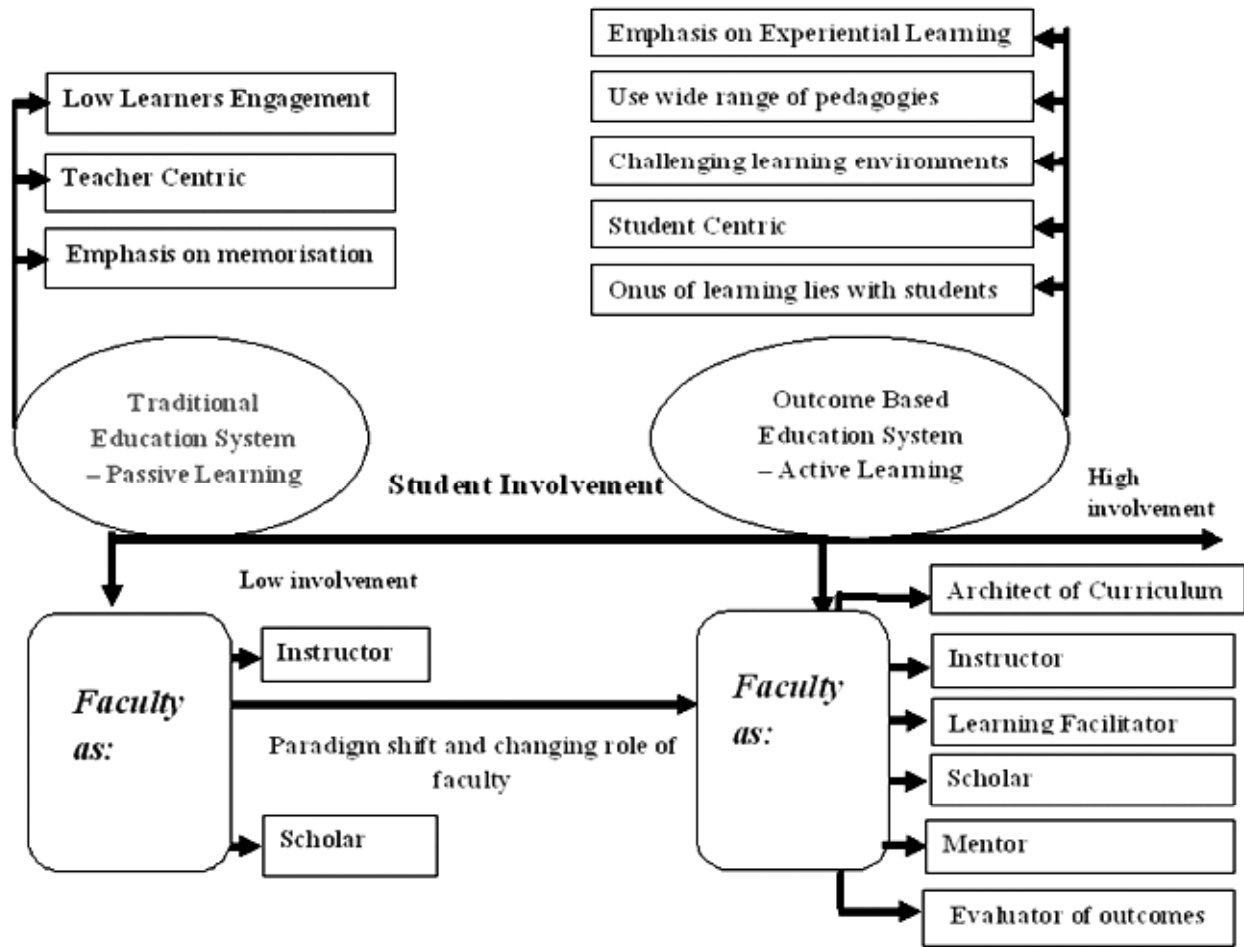 Emphasis on Experiential Learning
Low Learners Engagement
Use wide range of pedagogies
Challenging learning environments
Teacher Centric
Student Centric
Emphasis on memorisation
Onus of learning lies with students
Traditional
Education System
– Passive Learning
Outcome Based
Education System
– Active Learning
Student Involvement
High
involvement
Low involvement
Architect of Curriculum
Instructor
Instructor
Faculty
as:
Faculty
as:
Learning Facilitator
Paradigm shift and changing role of
faculty
Scholar
Scholar
Mentor
Evaluator of outcomes